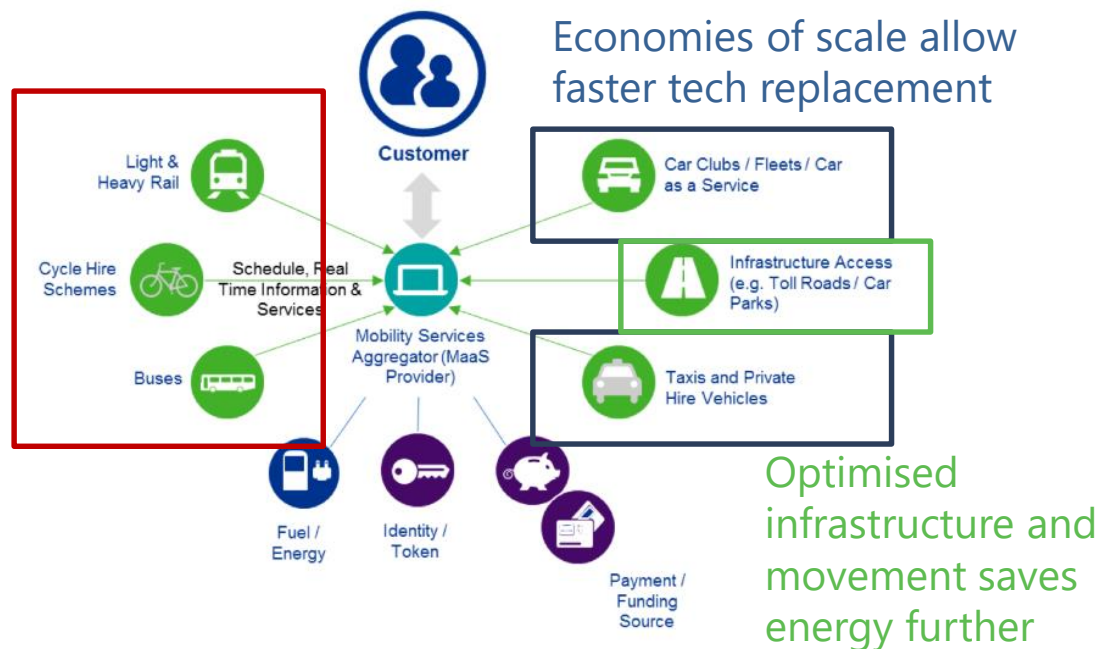 Economies of scale allow
faster tech replacement
Customer
Light &
Heavy Rail
Car Clubs / Fleets / Car
as a Service
Cycle Hire
Schemes
Schedule, Real
Time Information &
Services
Infrastructure Access
(e.g. Toll Roads / Car
Parks)
Mobility Services
Aggregator (MaaS
Provider)
Buses
Taxis and Private
Hire Vehicles
Fuel /
Energy
Identity /
Token
Payment /
Funding
Source
Optimised
infrastructure and
movement saves
energy further